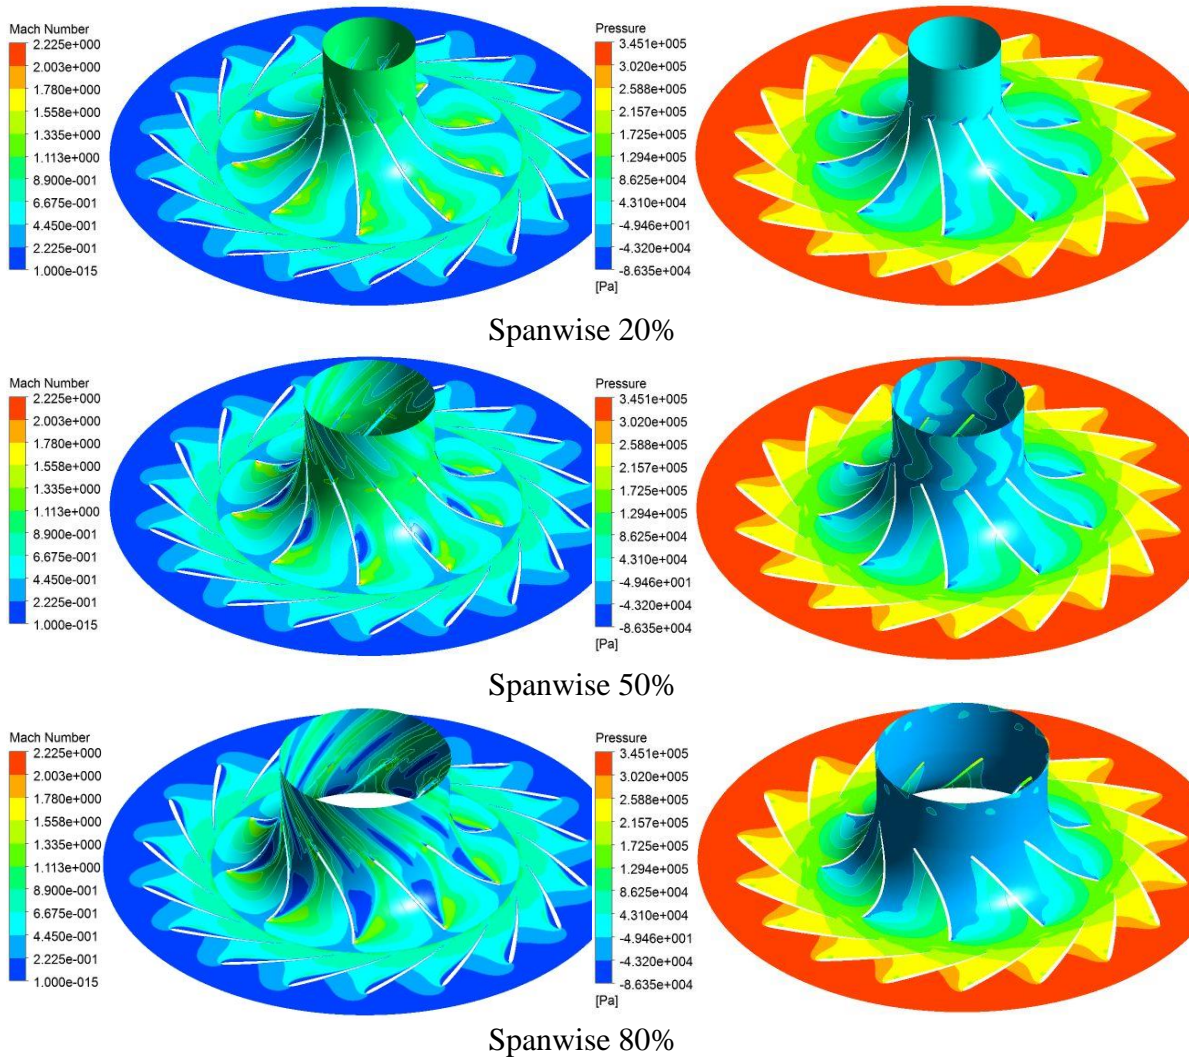 Mach Number
2.225e+000
2.003e+000
1.780e+000
1.558e+000
1.335e+000
1.113e+000
8.900e-001
6.675e-001
4.450e-001
2.225e-001
1.000e-015
Pressure
3.451e+005
3.020e+005
2.588e+005
2.157e+005
1.725e+005
1.294e+005
8.625e+004
4.310e+004
-4.946e+001
-4.320e+004
-8.635e+004
[Pa]
Spanwise 20%
Mach Number
2.225e+000
2.003e+000
1.780e+000
1.558e+000
1.335e+000
1.113e+000
8.900e-001
6.675e-001
4.450e-001
2.225e-001
1.000e-015
Pressure
3.451e+005
3.020e+005
2.588e+005
2.157e+005
1.725e+005
1.294e+005
8.625e+004
4.310e+004
-4.946e+001
-4.320e+004
-8.635e+004
[Pa]
Spanwise 50%
Mach Number
2.225e+000
2.003e+000
1.780e+000
1.558e+000
1.335e+000
1.113e+000
8.900e-001
6.675e-001
4.450e-001
2.225e-001
1.000e-015
Pressure
3.451e+005
3.020e+005
2.588e+005
2.157e+005
1.725e+005
1.294e+005
8.625e+004
4.310e+004
-4.946e+001
-4.320e+004
-8.635e+004
[Pa]
Spanwise 80%